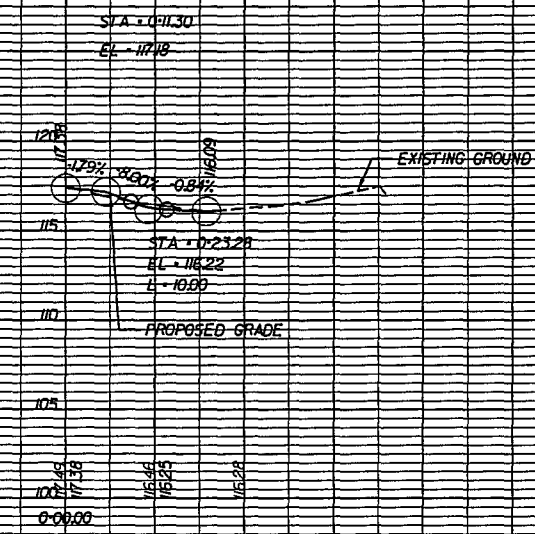 STA = 0+11.30
EL = 117.18
120
117.38
-1.79%
-8.00%
-0.84%
116.09
EXISTING GROUND
115
STA = 0+23.28
EL = 116.22
L = 10.00
110
PROPOSED GRADE
105
100
117.49
117.38
116.46
116.25
116.28
0+00.00